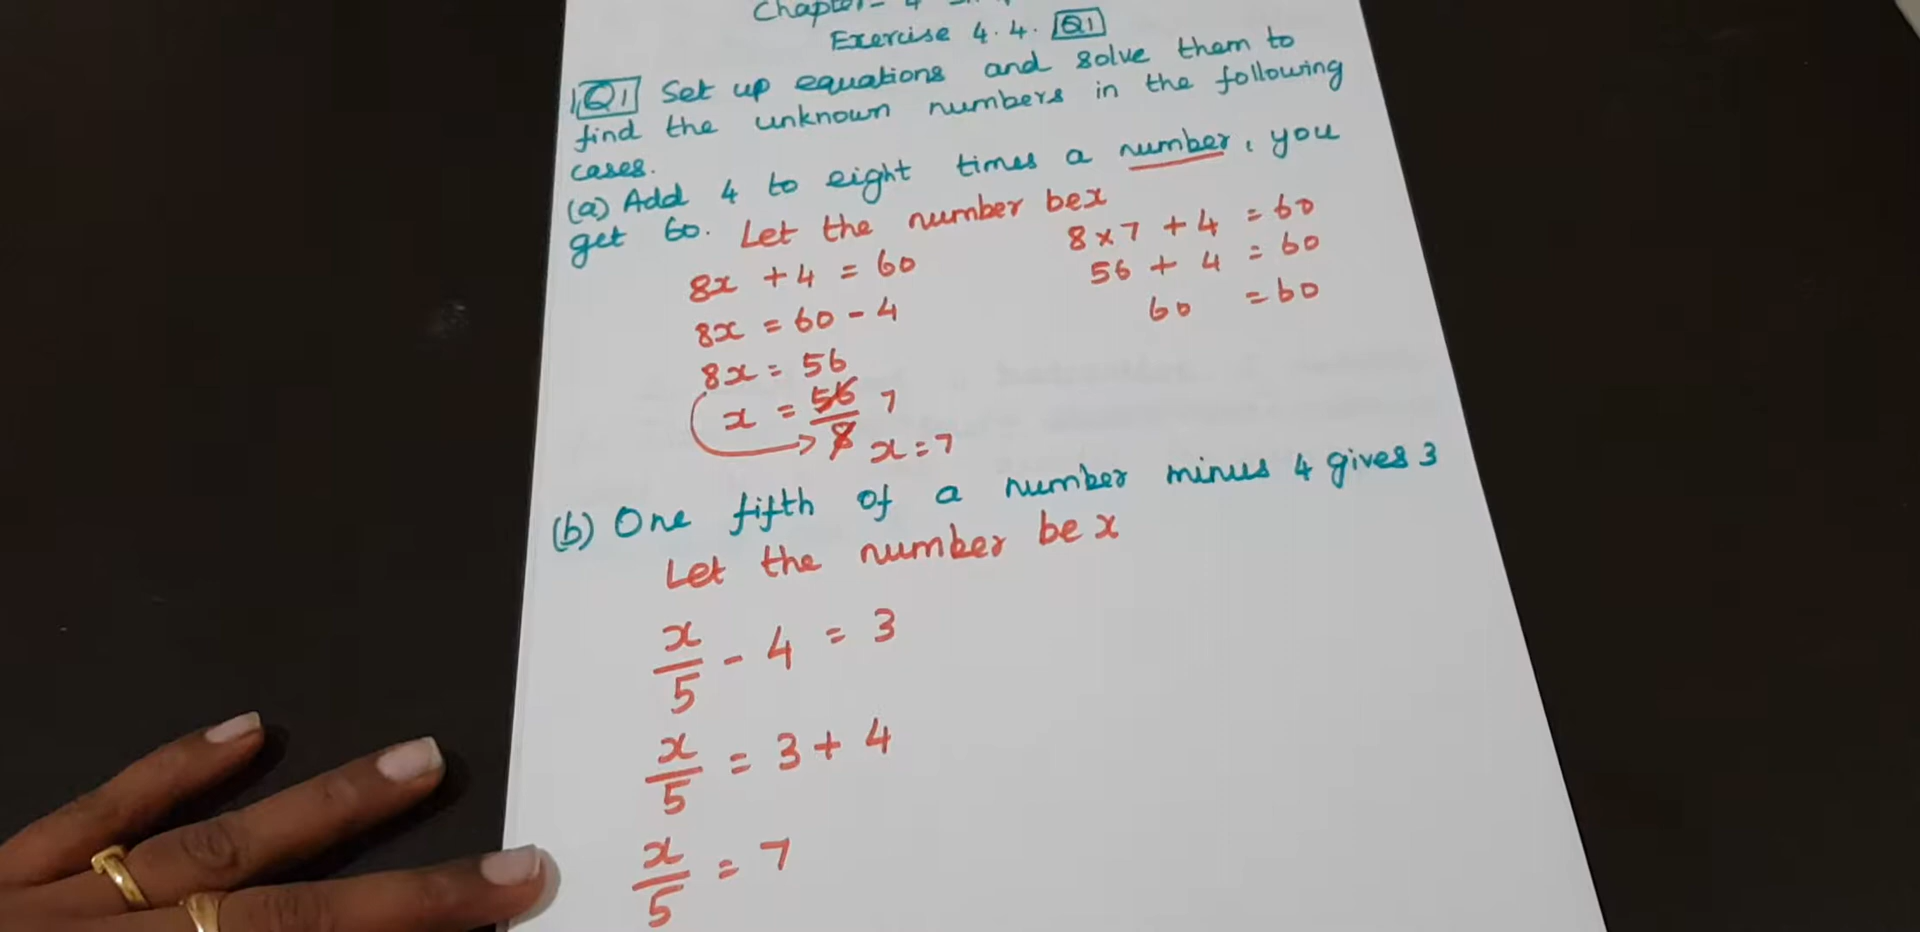 Chapter - 4
Exercise 4.4. Q1
Q1 Set up equations and solve them to
find the unknown numbers in the following
cases.
(a) Add 4 to eight times a number, you
get 60. Let the number be x
8x + 4 = 60
8x = 60 - 4
8x = 56
x = 56/8 7
x = 7
8 × 7 + 4 = 60
56 + 4 = 60
60 = 60
(b) One fifth of a number minus 4 gives 3
Let the number be x
x/5 - 4 = 3
x/5 = 3 + 4
x/5 = 7